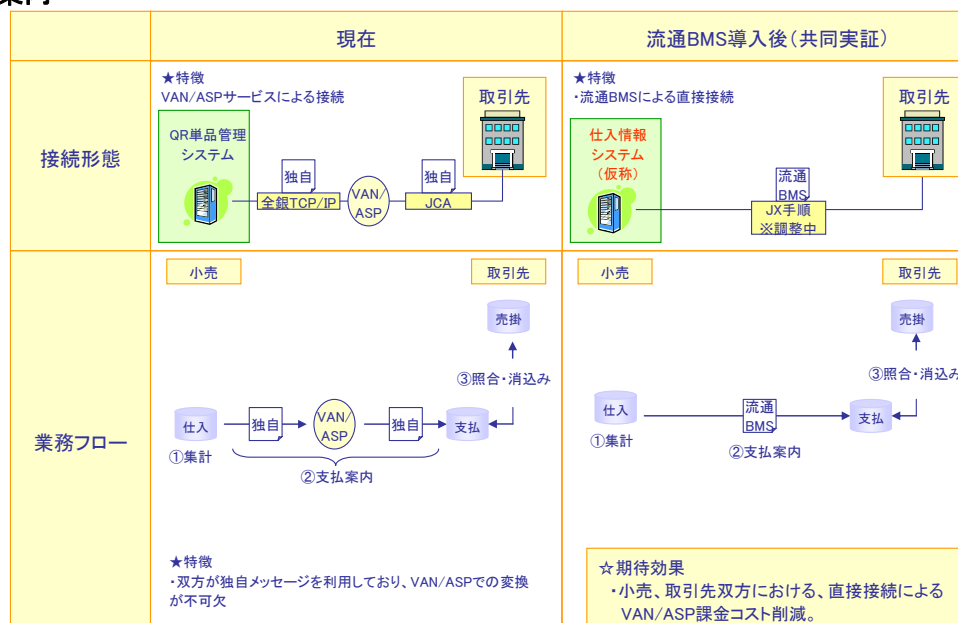 現在
流通BMS導入後(共同実証)
接続形態
★特徴
VAN/ASPサービスによる接続
取引先
QR単品管理
システム
独自
全銀TCP/IP
VAN/
ASP
独自
JCA
★特徴
・流通BMSによる直接接続
取引先
仕入情報
システム
(仮称)
流通
BMS
JX手順
※調整中
業務フロー
小売
取引先
売掛
③照合・消込み
仕入
独自
VAN/
ASP
独自
支払
①集計
②支払案内
★特徴
・双方が独自メッセージを利用しており、VAN/ASPでの変換
が不可欠
小売
取引先
売掛
③照合・消込み
仕入
流通
BMS
支払
①集計
②支払案内
☆期待効果
・小売、取引先双方における、直接接続による
VAN/ASP課金コスト削減。